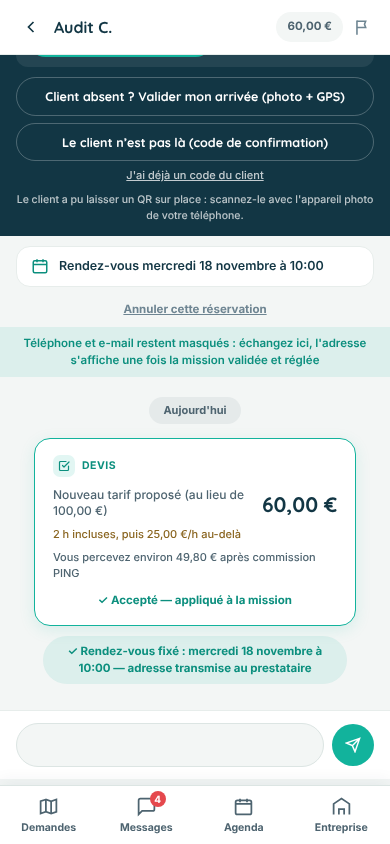 Audit C.
60,00 €
Client absent ? Valider mon arrivée (photo + GPS)
Le client n'est pas là (code de confirmation)
J'ai déjà un code du client
Le client a pu laisser un QR sur place : scannez-le avec l'appareil photo
de votre téléphone.
Rendez-vous mercredi 18 novembre à 10:00
Annuler cette réservation
Téléphone et e-mail restent masqués : échangez ici, l'adresse
s'affiche une fois la mission validée et réglée
Aujourd'hui
DEVIS
Nouveau tarif proposé (au lieu de
100,00 €)
60,00 €
2 h incluses, puis 25,00 €/h au-delà
Vous percevez environ 49,80 € après commission
PING
✓ Accepté — appliqué à la mission
✓ Rendez-vous fixé : mercredi 18 novembre à
10:00 — adresse transmise au prestataire
4
Demandes
Messages
Agenda
Entreprise